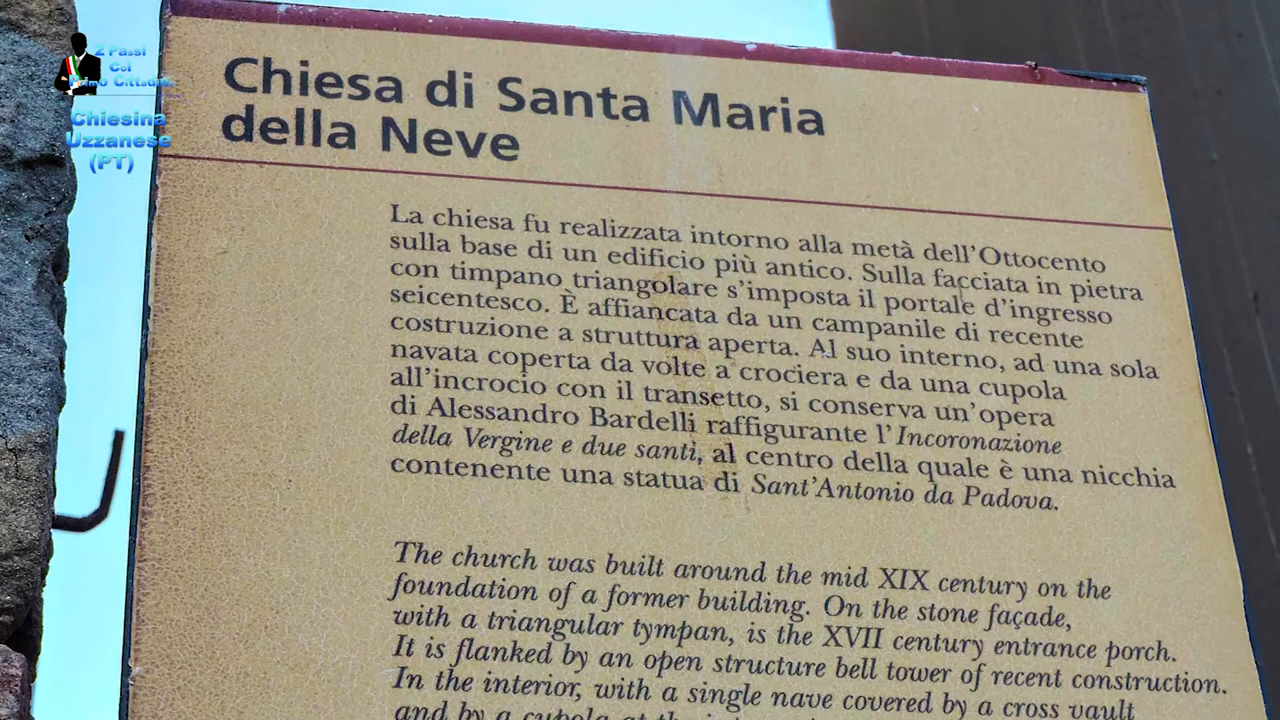 2 Passi
Col
Primo Cittadino
Chiesina
Uzzanese
(PT)
Chiesa di Santa Maria
della Neve
La chiesa fu realizzata intorno alla metà dell'Ottocento
sulla base di un edificio più antico. Sulla facciata in pietra
con timpano triangolare s'imposta il portale d'ingresso
seicentesco. È affiancata da un campanile di recente
costruzione a struttura aperta. Al suo interno, ad una sola
navata coperta da volte a crociera e da una cupola
all'incrocio con il transetto, si conserva un'opera
di Alessandro Bardelli raffigurante l'Incoronazione
della Vergine e due santi, al centro della quale è una nicchia
contenente una statua di Sant'Antonio da Padova.
The church was built around the mid XIX century on the
foundation of a former building. On the stone façade,
with a triangular tympan, is the XVII century entrance porch.
It is flanked by an open structure bell tower of recent construction.
In the interior, with a single nave covered by a cross vault
and by a cupola at the